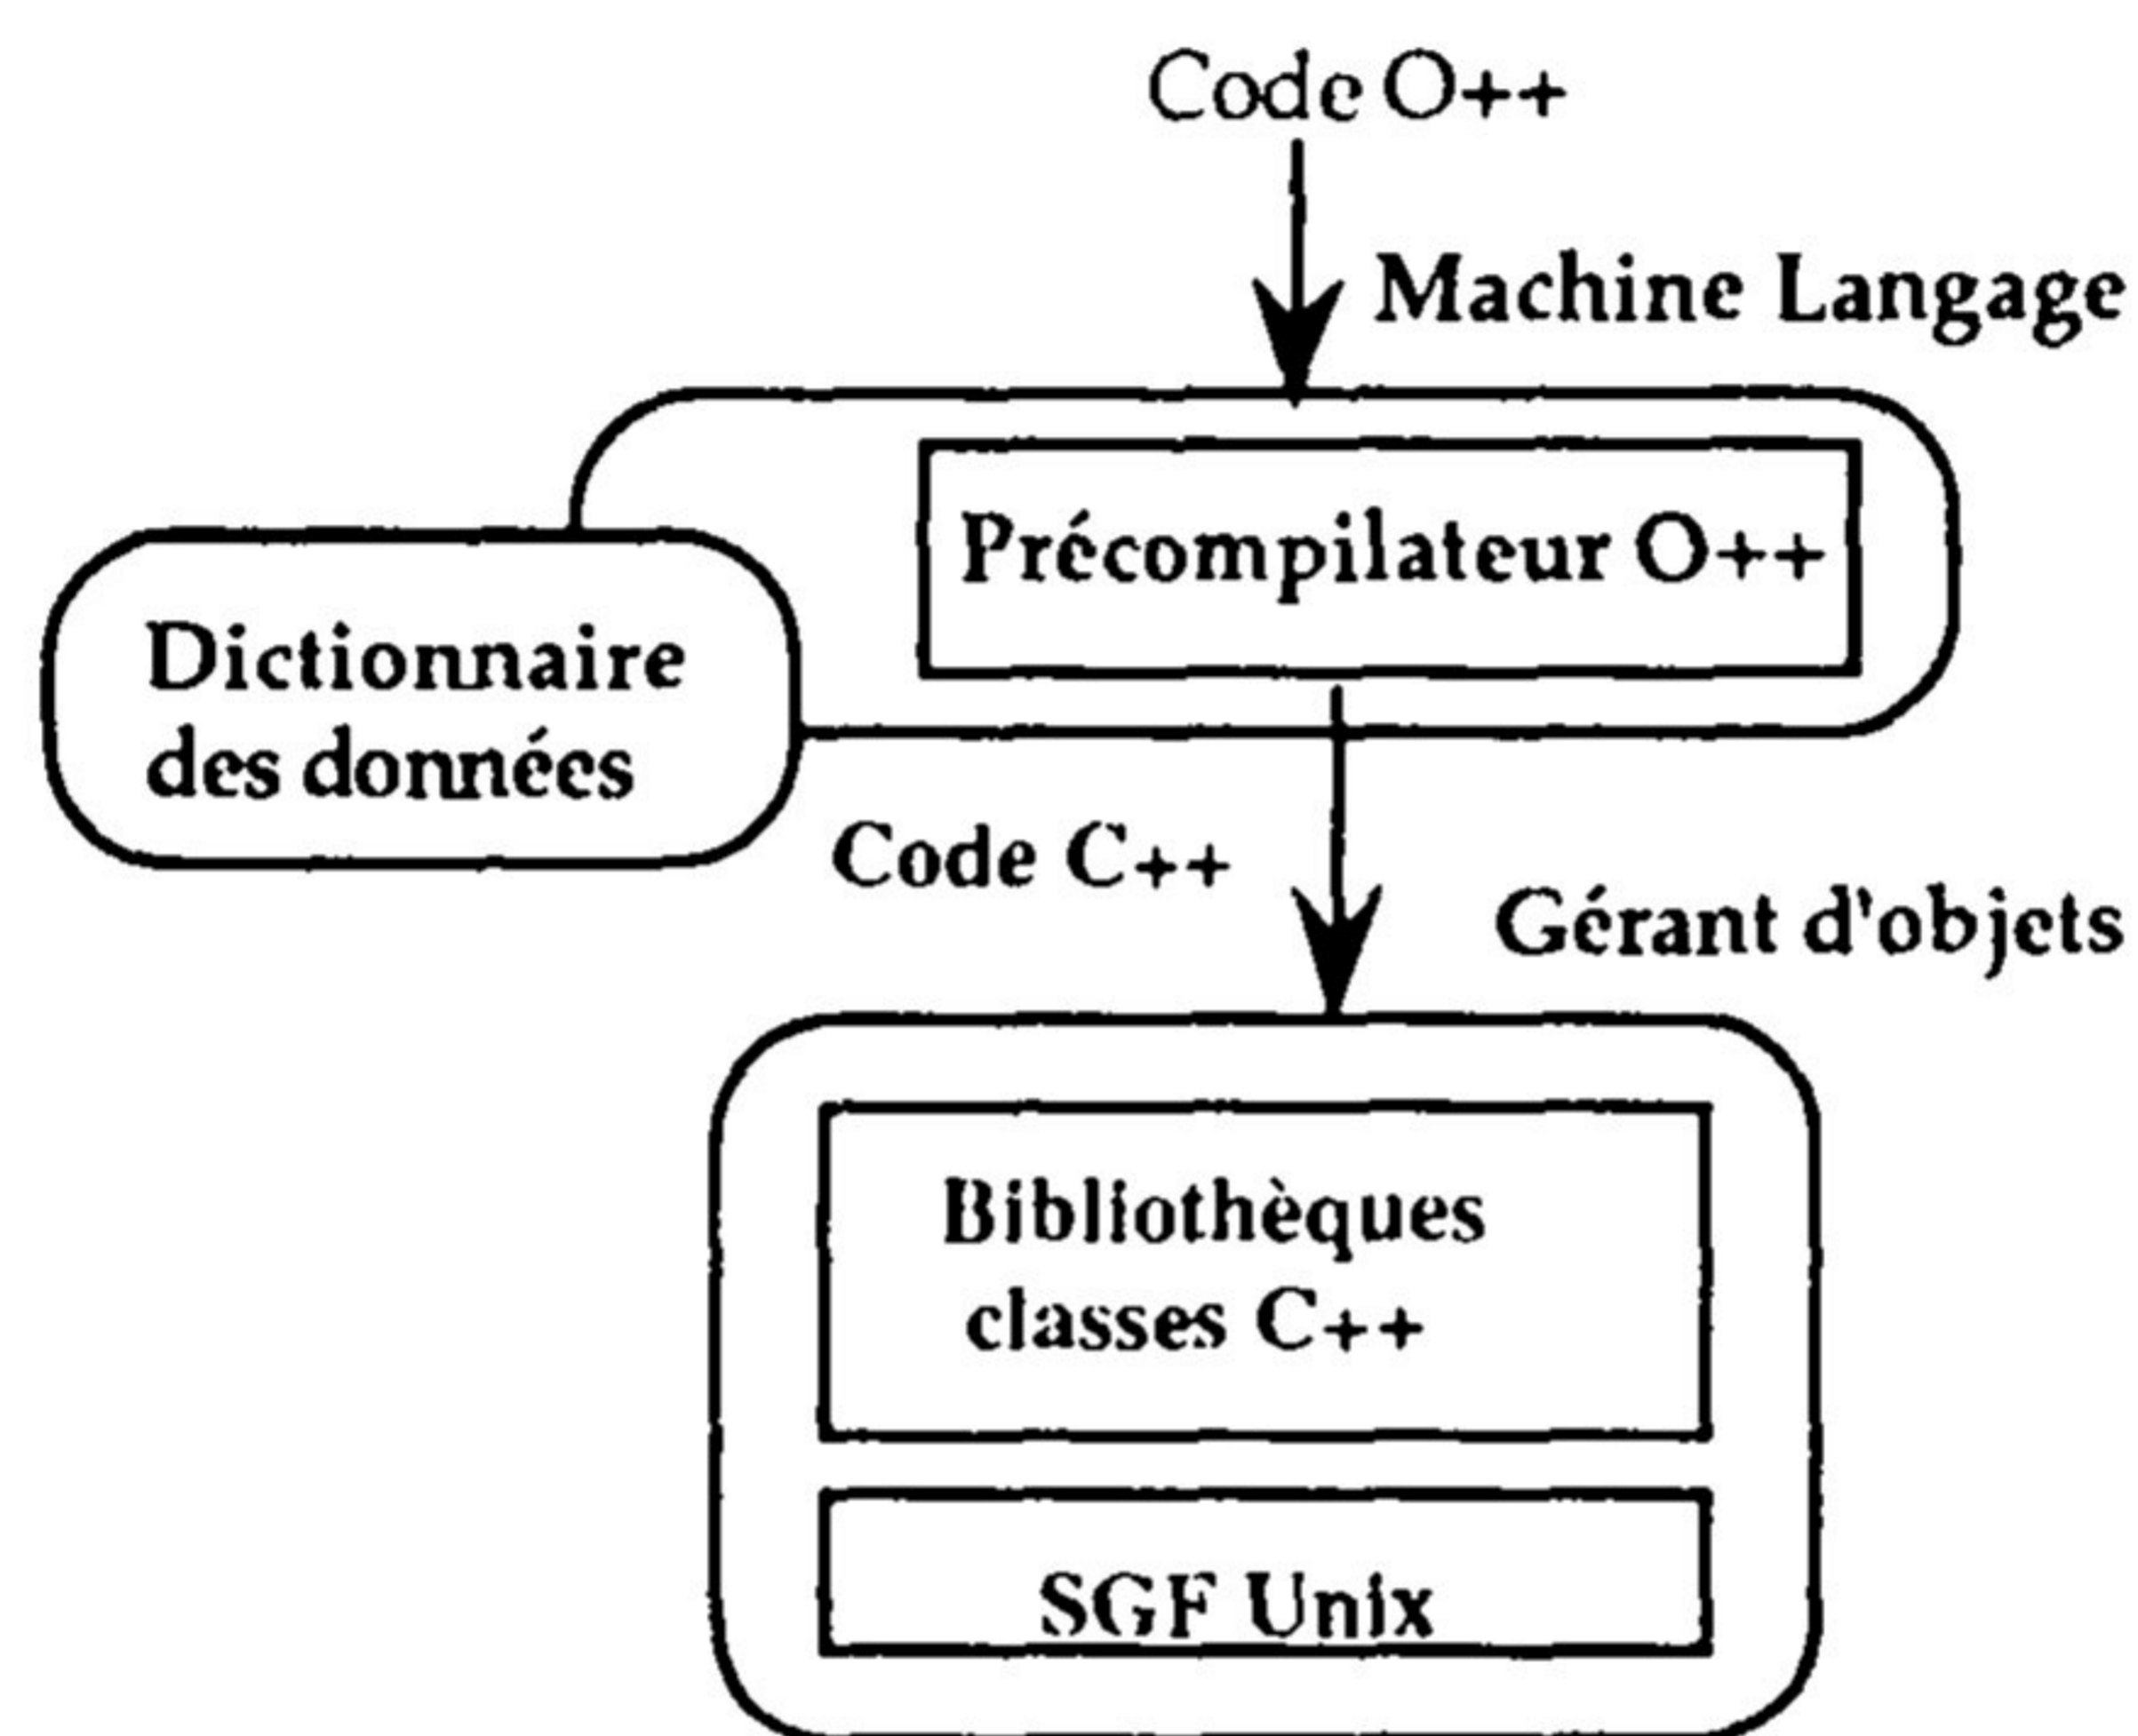 Code O++
Machine Langage
Précompilateur O++
Dictionnaire
des données
Code C++
Gérant d'objets
Bibliothèques
classes C++
SGF Unix